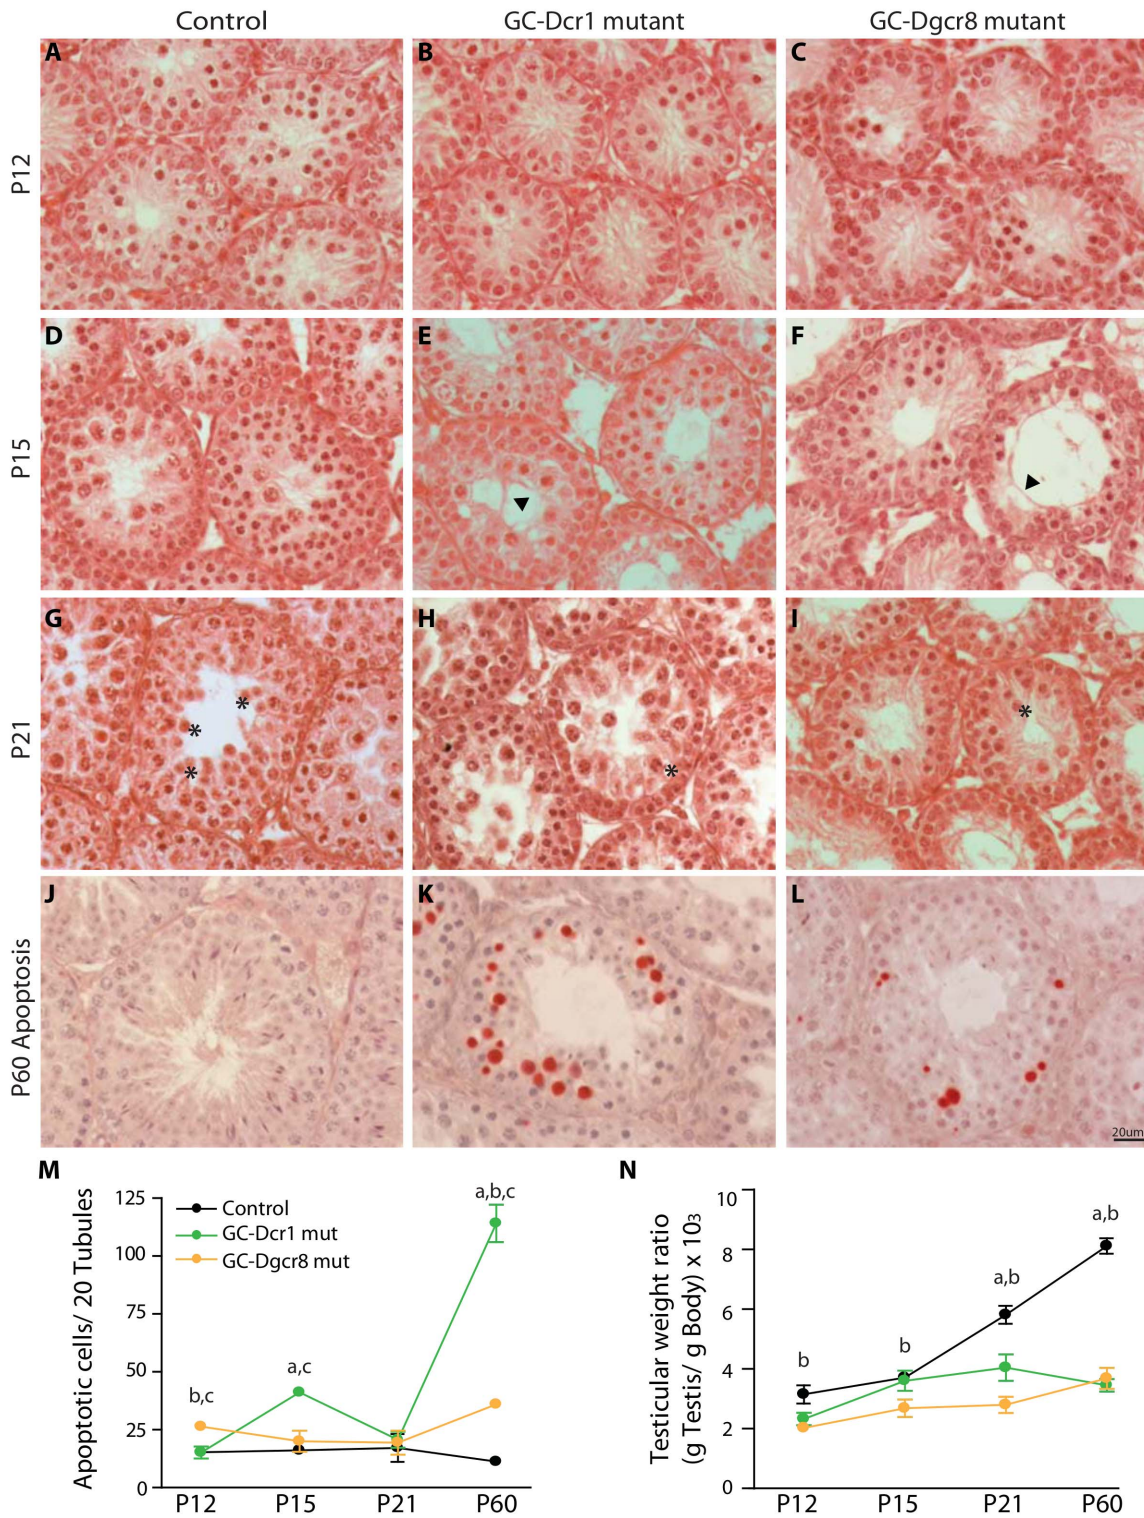 Control GC-Dcr1 mutant GC-Dgcr8 mutant
P12 A B C
P15 D E F
P21 G * * * H * I *
P60 Apoptosis J K L
20um
M
Apoptotic cells/ 20 Tubules
125
100
75
50
25
0
Control
GC-Dcr1 mut
GC-Dgcr8 mut
b,c
a,c
a,b,c
P12 P15 P21 P60
N
Testicular weight ratio
(g Testis/ g Body) x 10₃
10
8
6
4
2
0
b
b
a,b
a,b
P12 P15 P21 P60